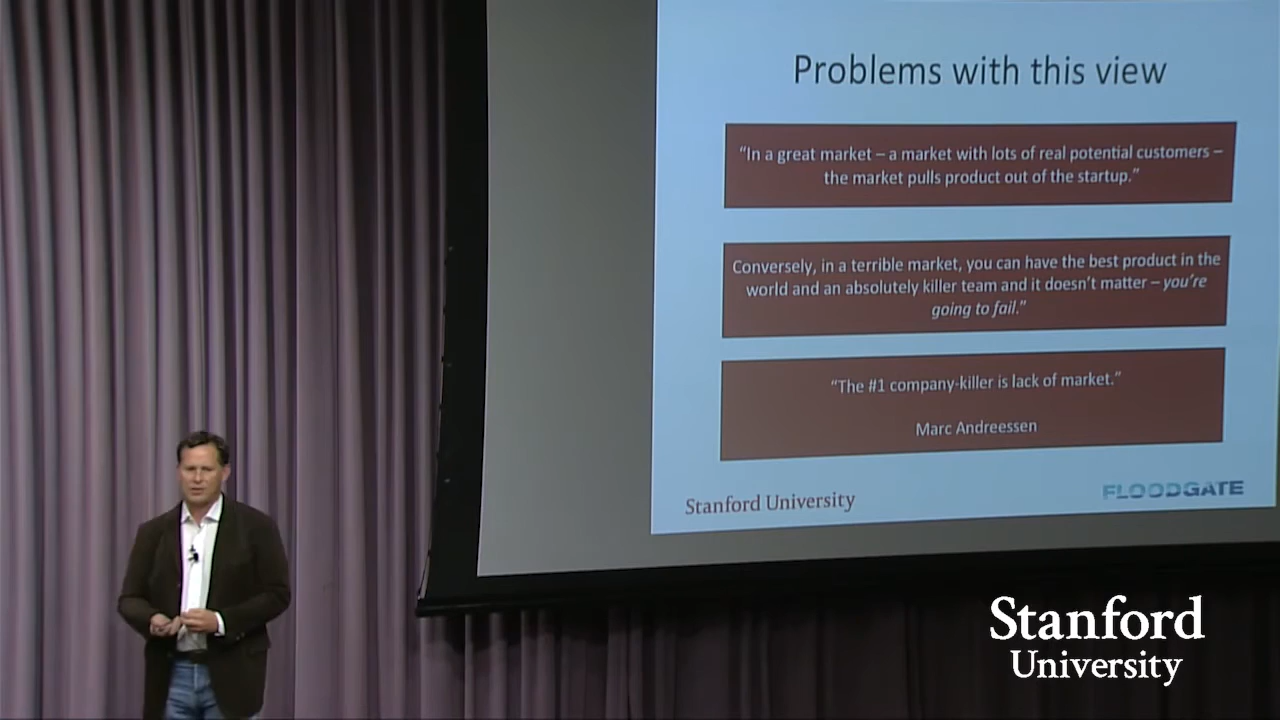 Problems with this view
“In a great market – a market with lots of real potential customers –
the market pulls product out of the startup.”
Conversely, in a terrible market, you can have the best product in the
world and an absolutely killer team and it doesn’t matter – you’re
going to fail.”
“The #1 company-killer is lack of market.”
Marc Andreessen
Stanford University
FLOODGATE
Stanford
University